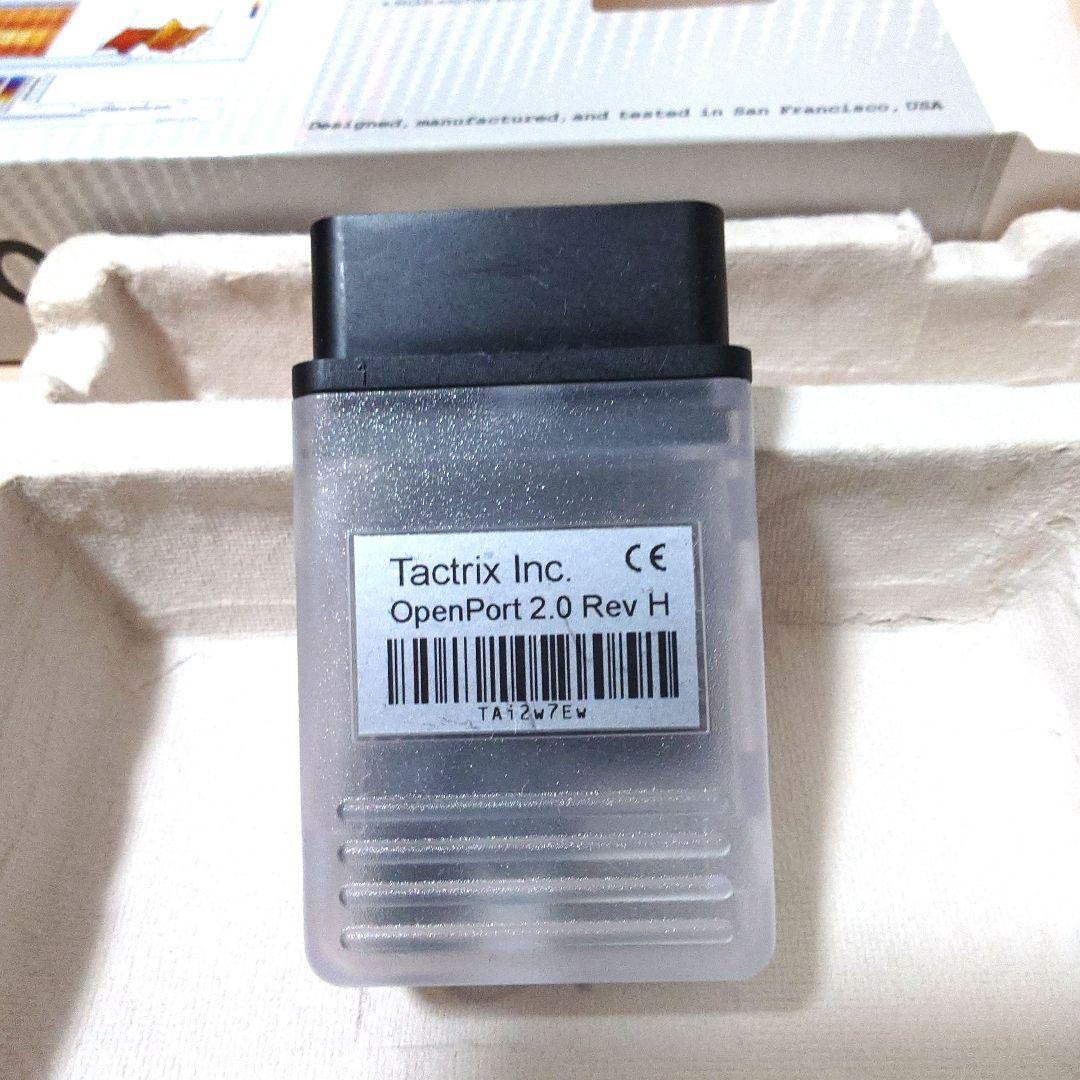 Designed, manufactured, and tested in San Francisco, USA
Tactrix Inc. CE
OpenPort 2.0 Rev H
TAi2w7Ew